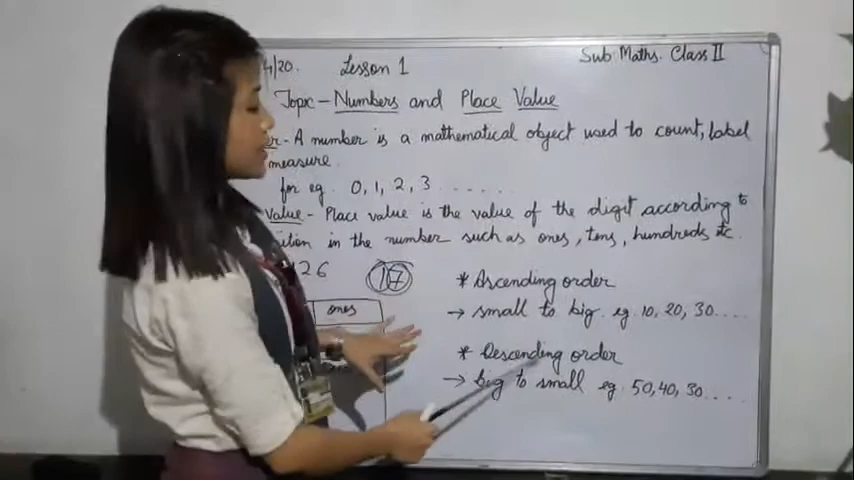 4/20. Lesson 1 Sub Maths. Class II
Topic - Numbers and Place Value
er - A number is a mathematical object used to count, label
measure.
for eg. 0, 1, 2, 3 ......
Value - Place value is the value of the digit according to
ition in the number such as ones, tens, hundreds etc.
126 17
ones
* Ascending order
→ small to big. eg. 10, 20, 30....
* Descending order
→ big to small eg. 50, 40, 30....